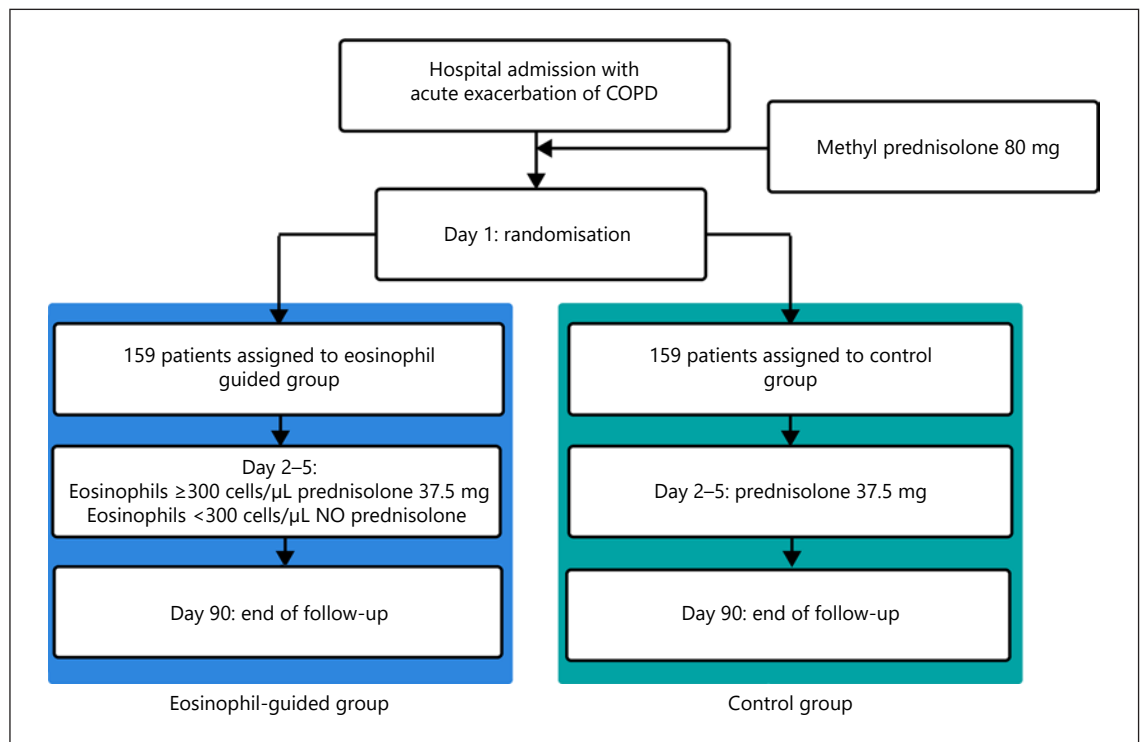 Hospital admission with
acute exacerbation of COPD
Methyl prednisolone 80 mg
Day 1: randomisation
159 patients assigned to eosinophil
guided group
Day 2–5:
Eosinophils ≥300 cells/μL prednisolone 37.5 mg
Eosinophils <300 cells/μL NO prednisolone
Day 90: end of follow-up
Eosinophil-guided group
159 patients assigned to control
group
Day 2–5: prednisolone 37.5 mg
Day 90: end of follow-up
Control group